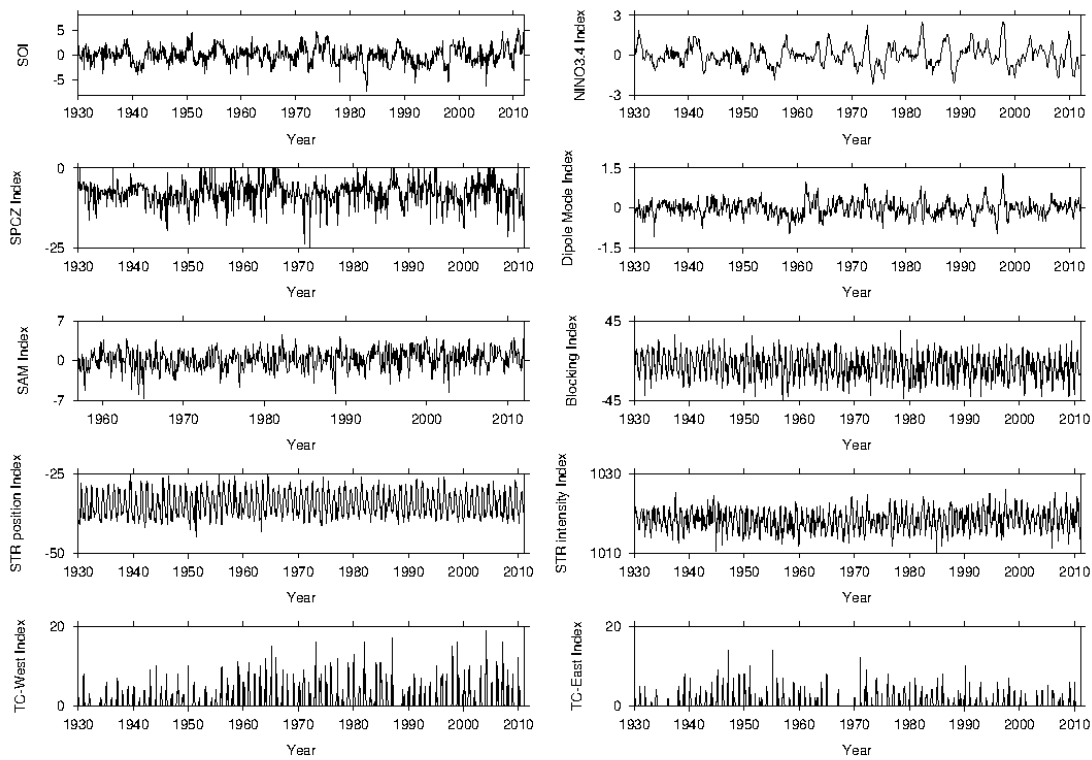 SOI
5
0
-5
1930 1940 1950 1960 1970 1980 1990 2000 2010
Year
NINO3.4 Index
3
0
-3
1930 1940 1950 1960 1970 1980 1990 2000 2010
Year
SPCZ Index
0
-25
1930 1940 1950 1960 1970 1980 1990 2000 2010
Year
Dipole Mode Index
1.5
0
-1.5
1930 1940 1950 1960 1970 1980 1990 2000 2010
Year
SAM Index
7
0
-7
1960 1970 1980 1990 2000 2010
Year
Blocking Index
45
-45
1930 1940 1950 1960 1970 1980 1990 2000 2010
Year
STR position Index
-25
-50
1930 1940 1950 1960 1970 1980 1990 2000 2010
Year
STR intensity Index
1030
1010
1930 1940 1950 1960 1970 1980 1990 2000 2010
Year
TC-West Index
20
0
1930 1940 1950 1960 1970 1980 1990 2000 2010
Year
TC-East Index
20
0
1930 1940 1950 1960 1970 1980 1990 2000 2010
Year